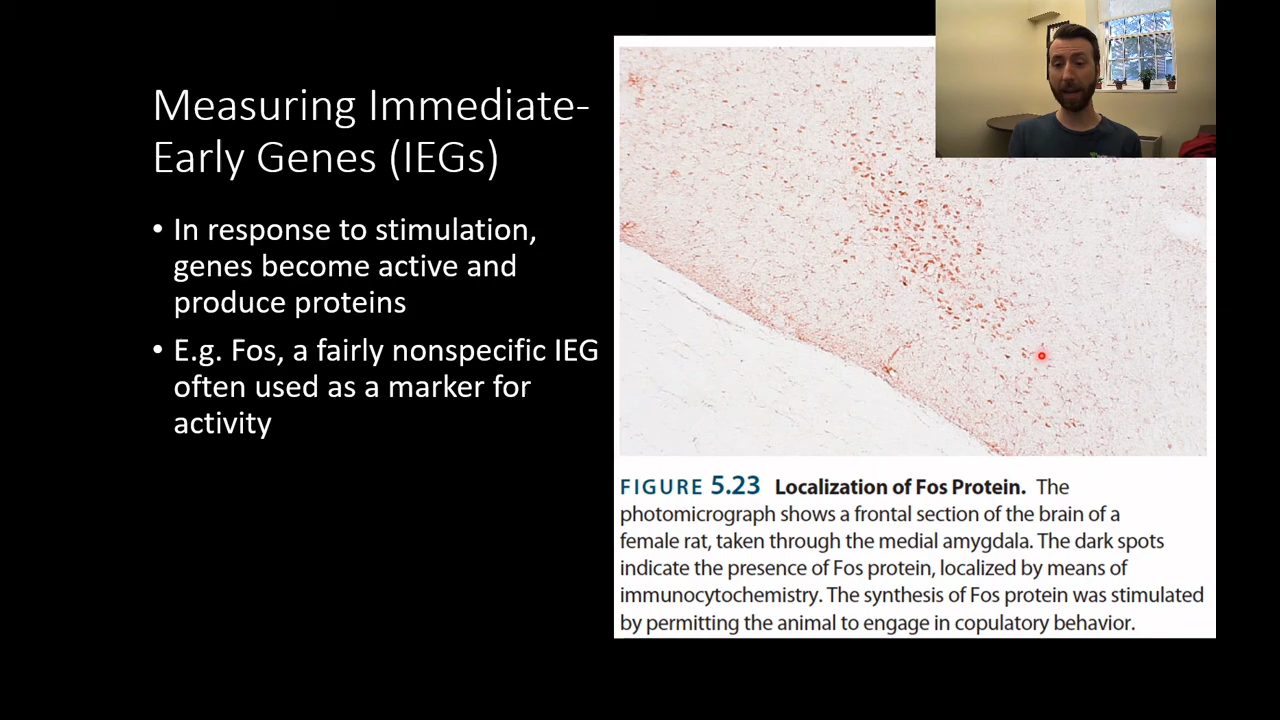 Measuring Immediate-
Early Genes (IEGs)
• In response to stimulation,
genes become active and
produce proteins
• E.g. Fos, a fairly nonspecific IEG
often used as a marker for
activity
FIGURE 5.23 Localization of Fos Protein. The
photomicrograph shows a frontal section of the brain of a
female rat, taken through the medial amygdala. The dark spots
indicate the presence of Fos protein, localized by means of
immunocytochemistry. The synthesis of Fos protein was stimulated
by permitting the animal to engage in copulatory behavior.